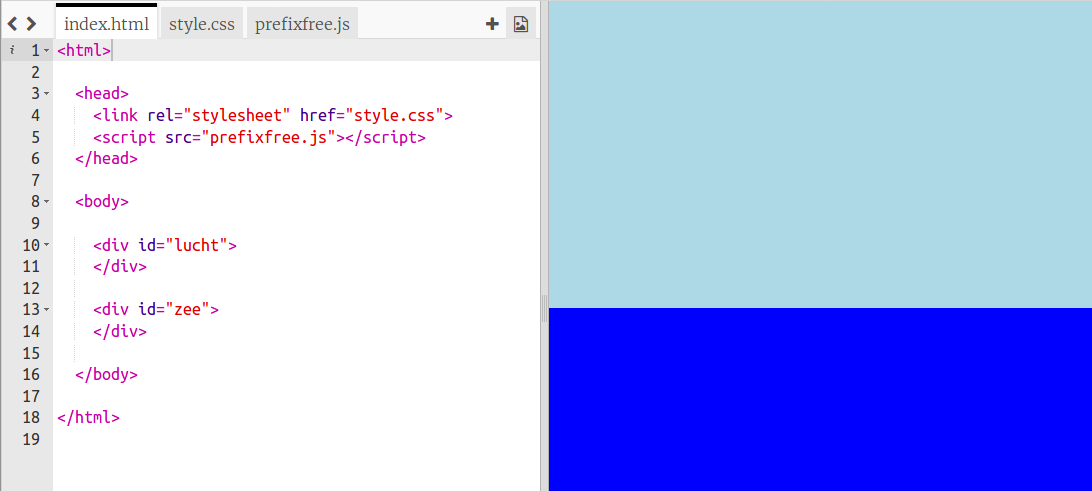 index.html style.css prefixfree.js
i 1 <html>
2
3 <head>
4 <link rel="stylesheet" href="style.css">
5 <script src="prefixfree.js"></script>
6 </head>
7
8 <body>
9
10 <div id="lucht">
11 </div>
12
13 <div id="zee">
14 </div>
15
16 </body>
17
18 </html>
19